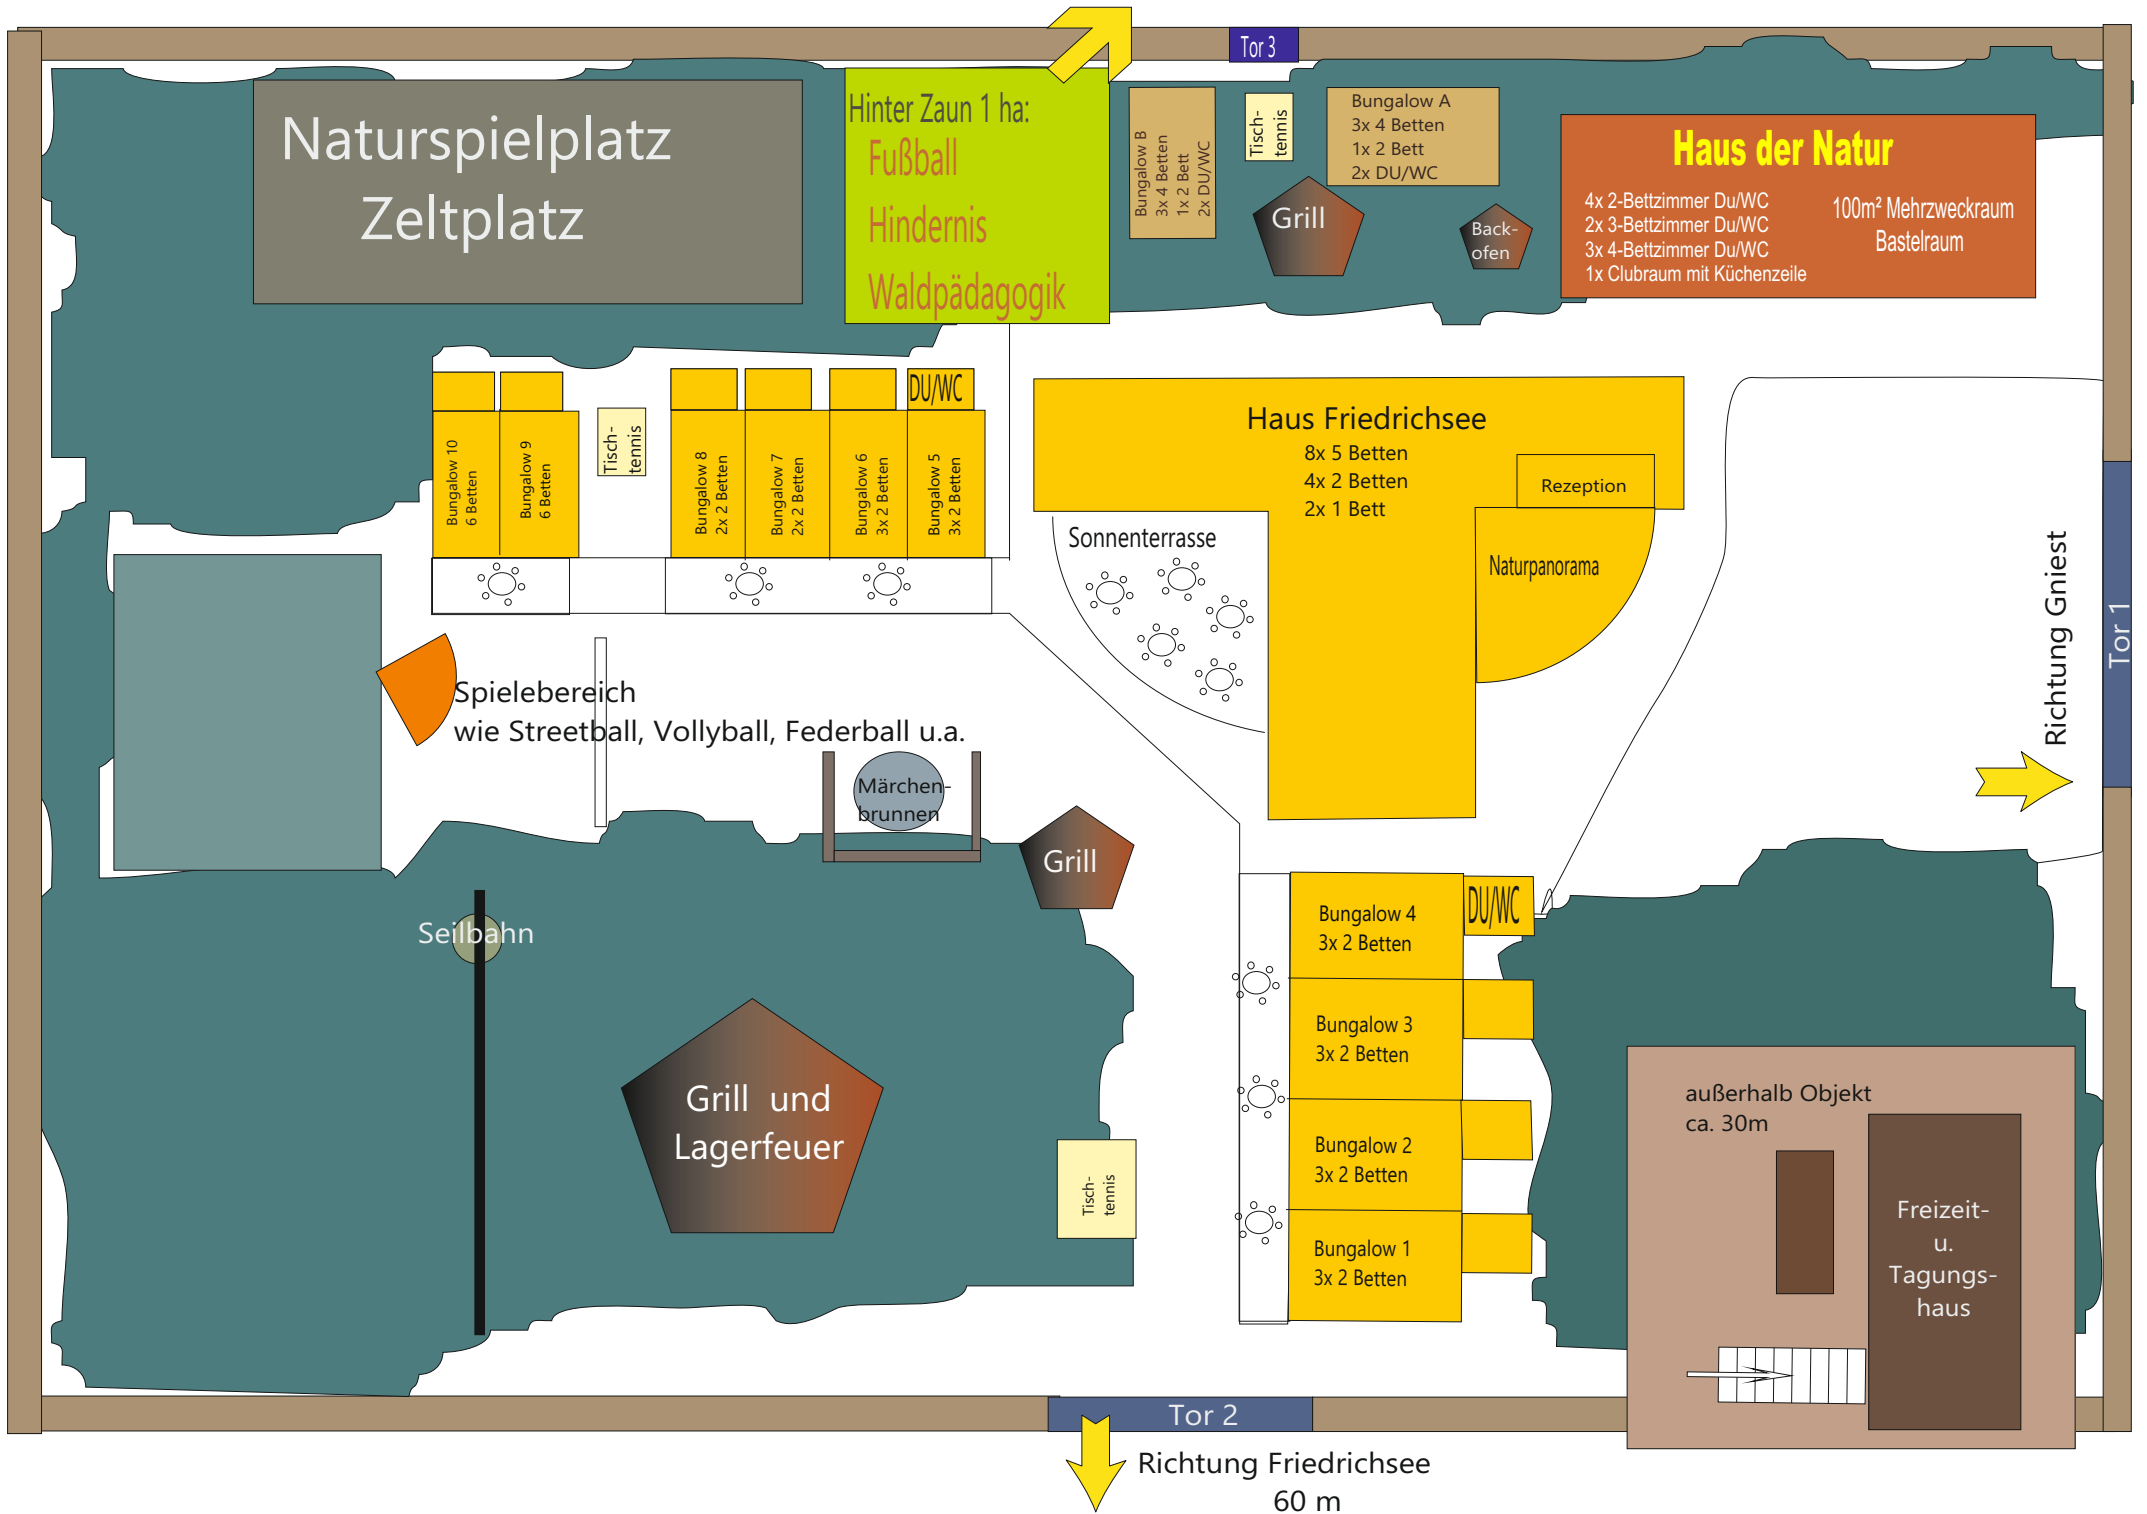 Tor 3
Naturspielplatz
Zeltplatz
Hinter Zaun 1 ha:
Fußball
Hindernis
Waldpädagogik
Bungalow B
3x 4 Betten
1x 2 Bett
2x DU/WC
Tisch-
tennis
Bungalow A
3x 4 Betten
1x 2 Bett
2x DU/WC
Grill
Back-
ofen
Haus der Natur
4x 2-Bettzimmer Du/WC
2x 3-Bettzimmer Du/WC
3x 4-Bettzimmer Du/WC
1x Clubraum mit Küchenzeile
100m² Mehrzweckraum
Bastelraum
Bungalow 10
6 Betten
Bungalow 9
6 Betten
Tisch-
tennis
Bungalow 8
2x 2 Betten
Bungalow 7
2x 2 Betten
Bungalow 6
3x 2 Betten
DU/WC
Bungalow 5
3x 2 Betten
Haus Friedrichsee
8x 5 Betten
4x 2 Betten
2x 1 Bett
Rezeption
Sonnenterrasse
Naturpanorama
Richtung Gniest
Tor 1
Spielebereich
wie Streetball, Vollyball, Federball u.a.
Märchen-
brunnen
Grill
Seilbahn
Grill und
Lagerfeuer
Tisch-
tennis
Bungalow 4
3x 2 Betten
DU/WC
Bungalow 3
3x 2 Betten
Bungalow 2
3x 2 Betten
Bungalow 1
3x 2 Betten
außerhalb Objekt
ca. 30m
Freizeit-
u.
Tagungs-
haus
Tor 2
Richtung Friedrichsee
60 m